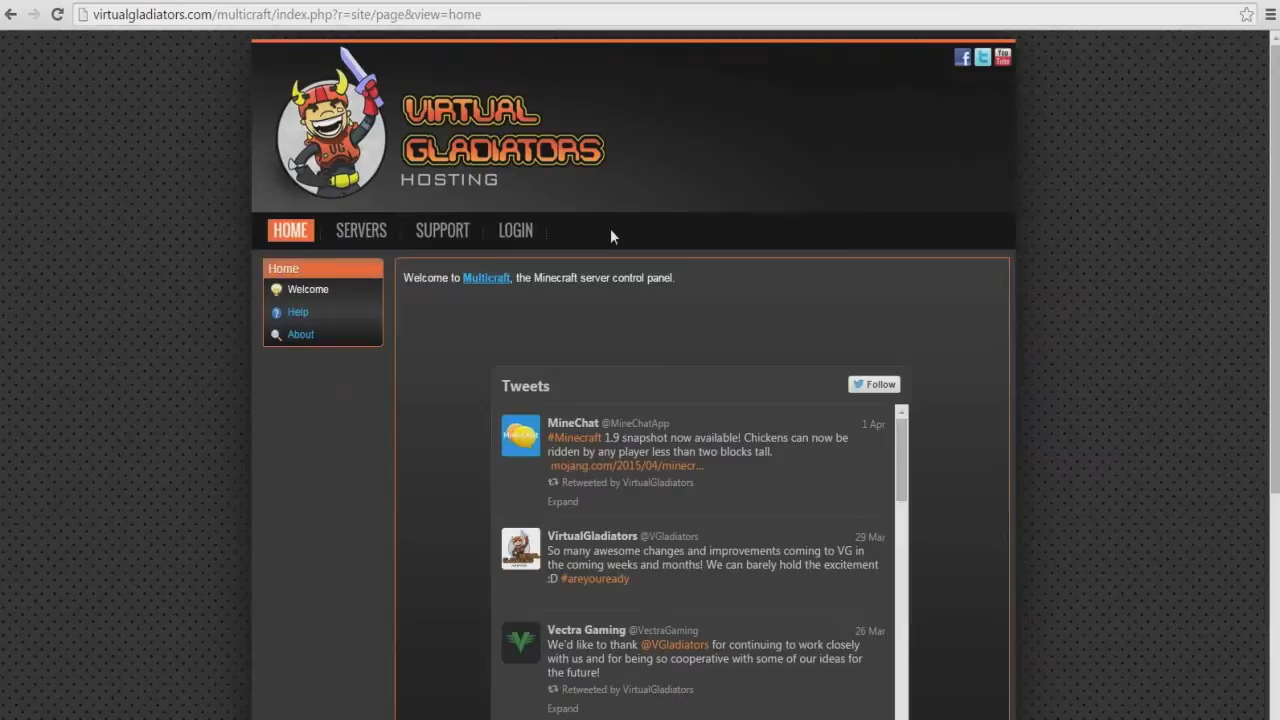 virtualgladiators.com/multicraft/index.php?r=site/page&view=home
You
Tube
VIRTUAL
GLADIATORS
HOSTING
HOME
SERVERS
SUPPORT
LOGIN
Home
Welcome
Help
About
Welcome to Multicraft, the Minecraft server control panel.
Tweets
Follow
MineChat @MineChatApp
1 Apr
#Minecraft 1.9 snapshot now available! Chickens can now be
ridden by any player less than two blocks tall.
mojang.com/2015/04/minecr...
Retweeted by VirtualGladiators
Expand
VirtualGladiators @VGladiators
29 Mar
So many awesome changes and improvements coming to VG in
the coming weeks and months! We can barely hold the excitement
:D #areyouready
Vectra Gaming @VectraGaming
26 Mar
We'd like to thank @VGladiators for continuing to work closely
with us and for being so cooperative with some of our ideas for
the future!
Retweeted by VirtualGladiators
Expand